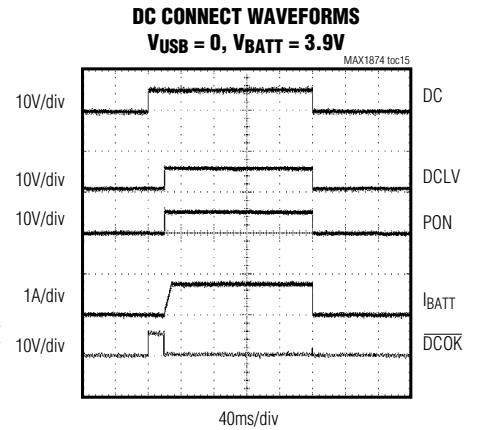 DC CONNECT WAVEFORMS
VUSB = 0, VBATT = 3.9V
MAX1874 toc15
10V/div
DC
10V/div
DCLV
10V/div
PON
1A/div
IBATT
10V/div
DCOK
40ms/div